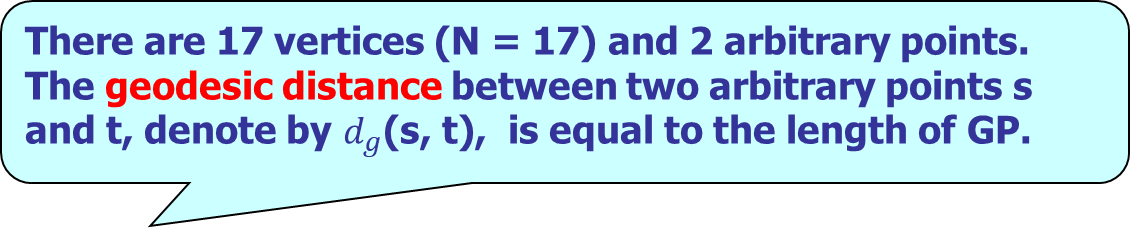 There are 17 vertices (N = 17) and 2 arbitrary points.
The geodesic distance between two arbitrary points s
and t, denote by d_g(s, t), is equal to the length of GP.